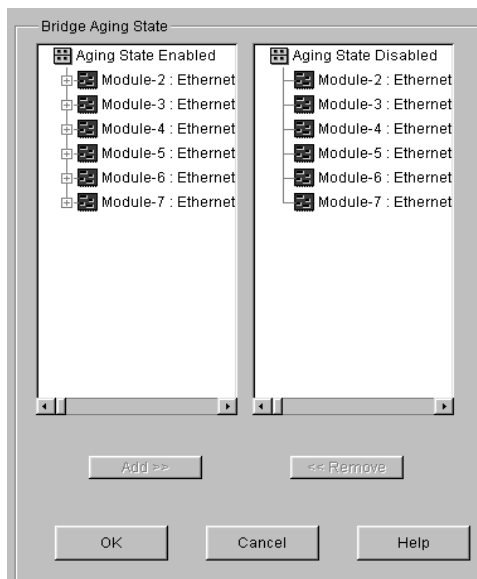 Bridge Aging State
Aging State Enabled
Module-2 : Ethernet
Module-3 : Ethernet
Module-4 : Ethernet
Module-5 : Ethernet
Module-6 : Ethernet
Module-7 : Ethernet
Aging State Disabled
Module-2 : Ethernet
Module-3 : Ethernet
Module-4 : Ethernet
Module-5 : Ethernet
Module-6 : Ethernet
Module-7 : Ethernet
Add >>
<< Remove
OK
Cancel
Help